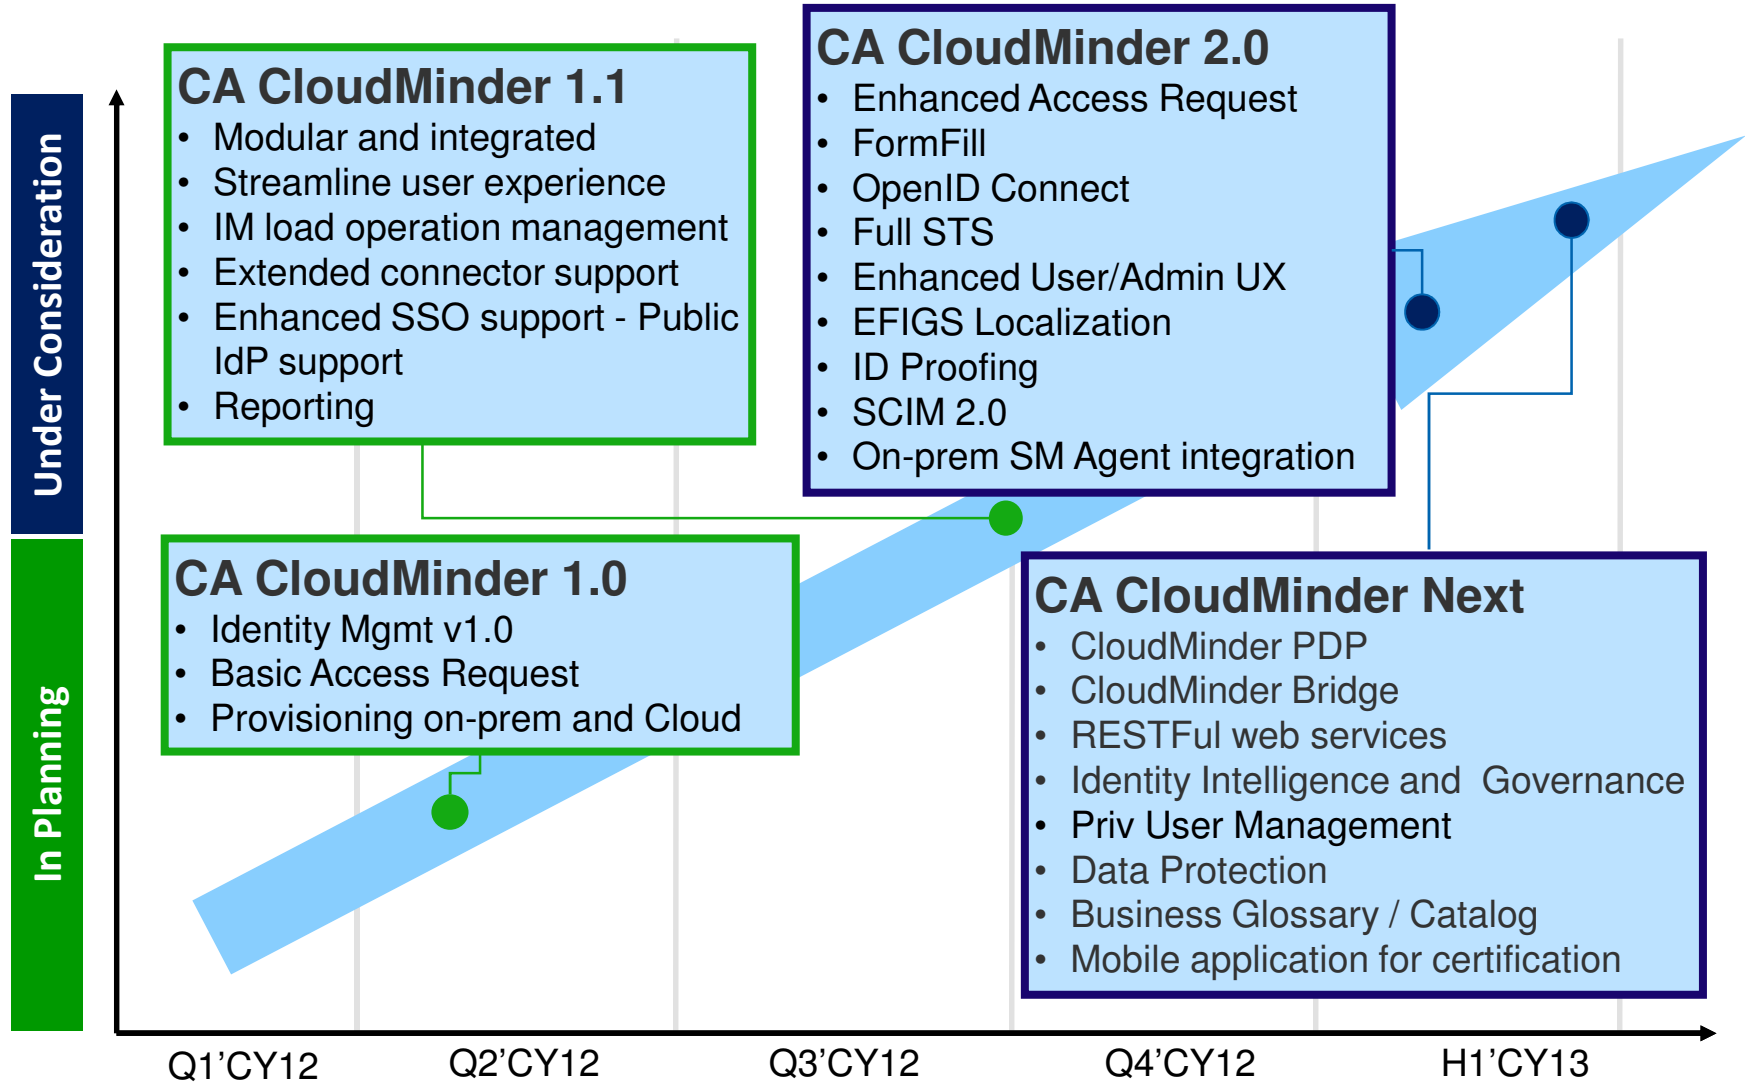 Under Consideration
In Planning
CA CloudMinder 1.1
• Modular and integrated
• Streamline user experience
• IM load operation management
• Extended connector support
• Enhanced SSO support - Public
IdP support
• Reporting
CA CloudMinder 2.0
• Enhanced Access Request
• FormFill
• OpenID Connect
• Full STS
• Enhanced User/Admin UX
• EFIGS Localization
• ID Proofing
• SCIM 2.0
• On-prem SM Agent integration
CA CloudMinder 1.0
• Identity Mgmt v1.0
• Basic Access Request
• Provisioning on-prem and Cloud
CA CloudMinder Next
• CloudMinder PDP
• CloudMinder Bridge
• RESTFul web services
• Identity Intelligence and  Governance
• Priv User Management
• Data Protection
• Business Glossary / Catalog
• Mobile application for certification
Q1’CY12
Q2’CY12
Q3’CY12
Q4’CY12
H1’CY13